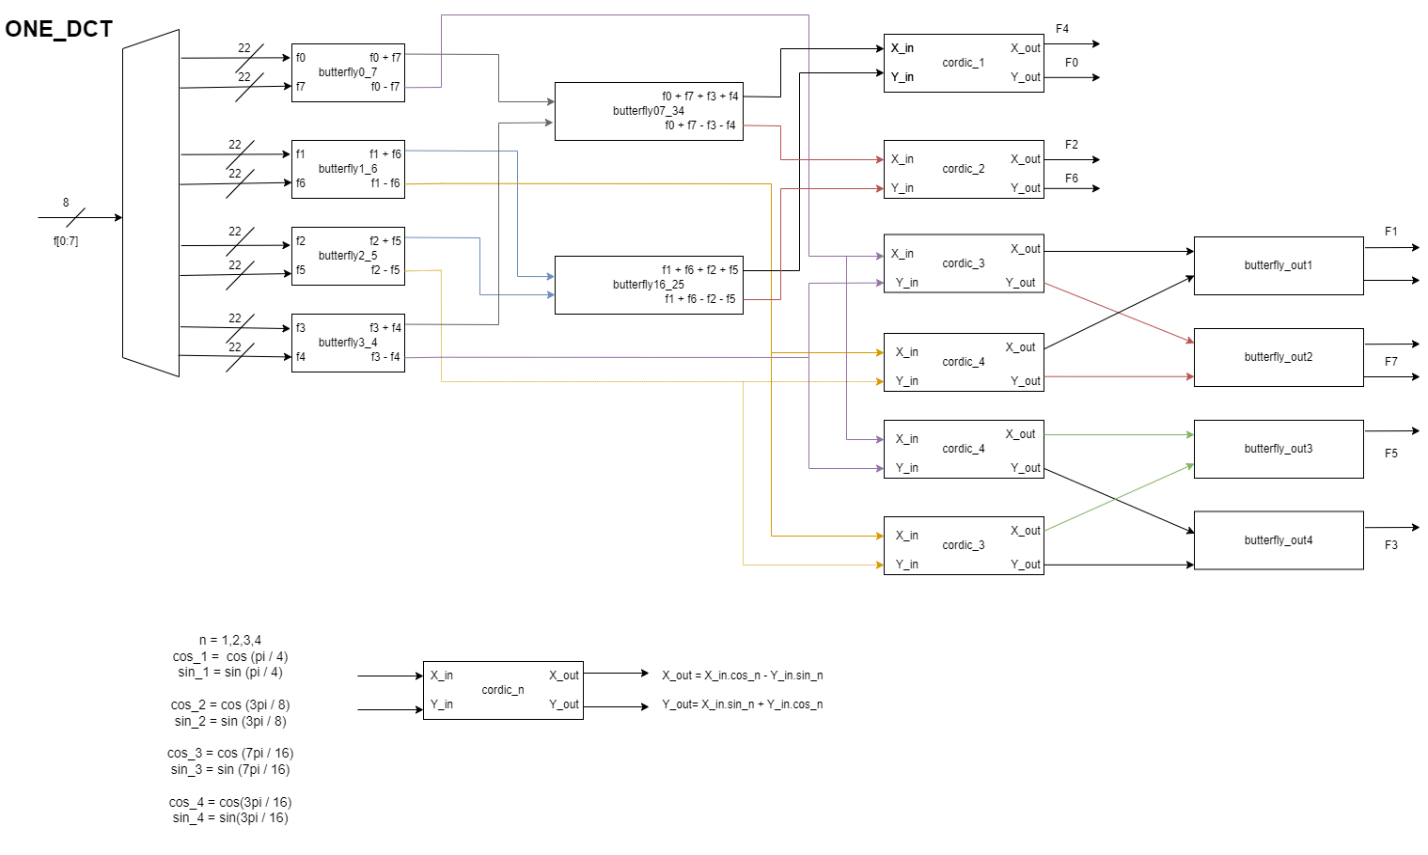 ONE_DCT
8
f[0:7]
22
22
f0
f7
butterfly0_7
f0 + f7
f0 - f7
22
22
f1
f6
butterfly1_6
f1 + f6
f1 - f6
22
22
f2
f5
butterfly2_5
f2 + f5
f2 - f5
22
22
f3
f4
butterfly3_4
f3 + f4
f3 - f4
f0 + f7 + f3 + f4
butterfly07_34
f0 + f7 - f3 - f4
f1 + f6 + f2 + f5
butterfly16_25
f1 + f6 - f2 - f5
X_in
Y_in
cordic_1
X_out
Y_out
F4
F0
X_in
Y_in
cordic_2
X_out
Y_out
F2
F6
X_in
Y_in
cordic_3
X_out
Y_out
X_in
Y_in
cordic_4
X_out
Y_out
X_in
Y_in
cordic_4
X_out
Y_out
X_in
Y_in
cordic_3
X_out
Y_out
butterfly_out1
F1
butterfly_out2
F7
butterfly_out3
F5
butterfly_out4
F3
n = 1,2,3,4
cos_1 = cos (pi / 4)
sin_1 = sin (pi / 4)
cos_2 = cos (3pi / 8)
sin_2 = sin (3pi / 8)
cos_3 = cos (7pi / 16)
sin_3 = sin (7pi / 16)
cos_4 = cos(3pi / 16)
sin_4 = sin(3pi / 16)
X_in
Y_in
cordic_n
X_out
Y_out
X_out = X_in.cos_n - Y_in.sin_n
Y_out= X_in.sin_n + Y_in.cos_n